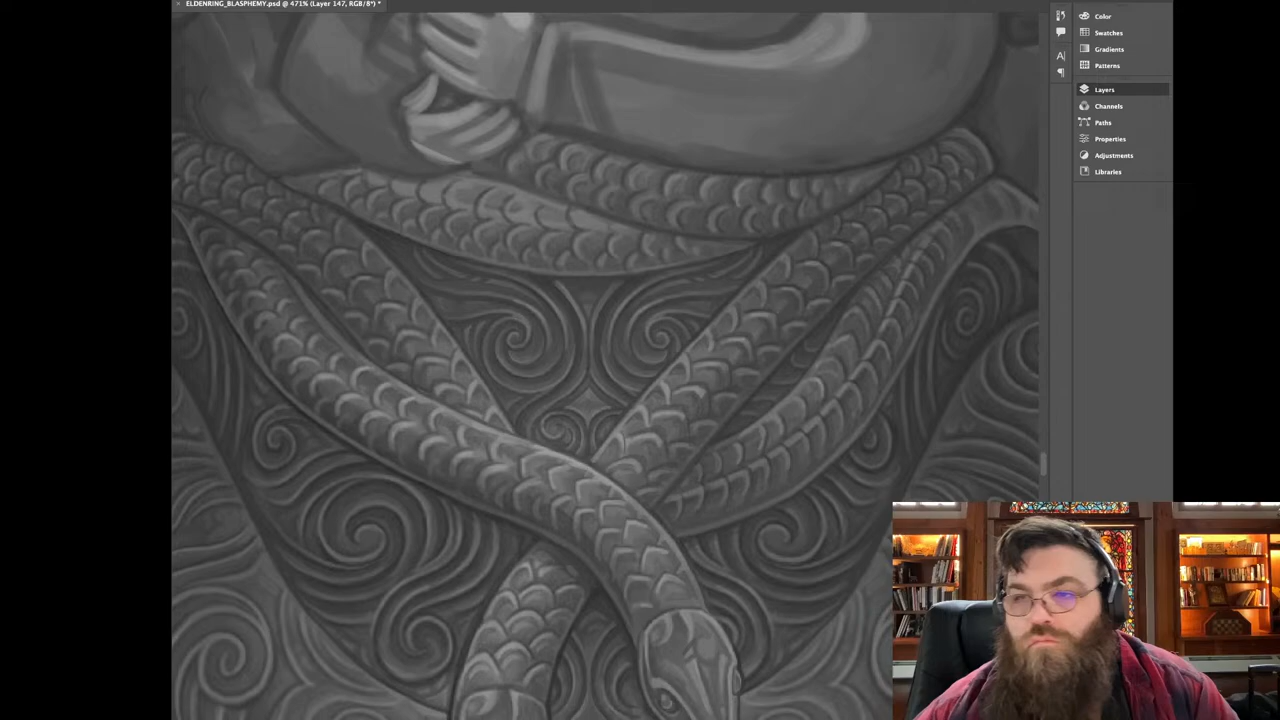 × ELDENRING_BLASPHEMY.psd @ 471% (Layer 147, RGB/8*) *
Color
Swatches
Gradients
Patterns
Layers
Channels
Paths
Properties
Adjustments
Libraries